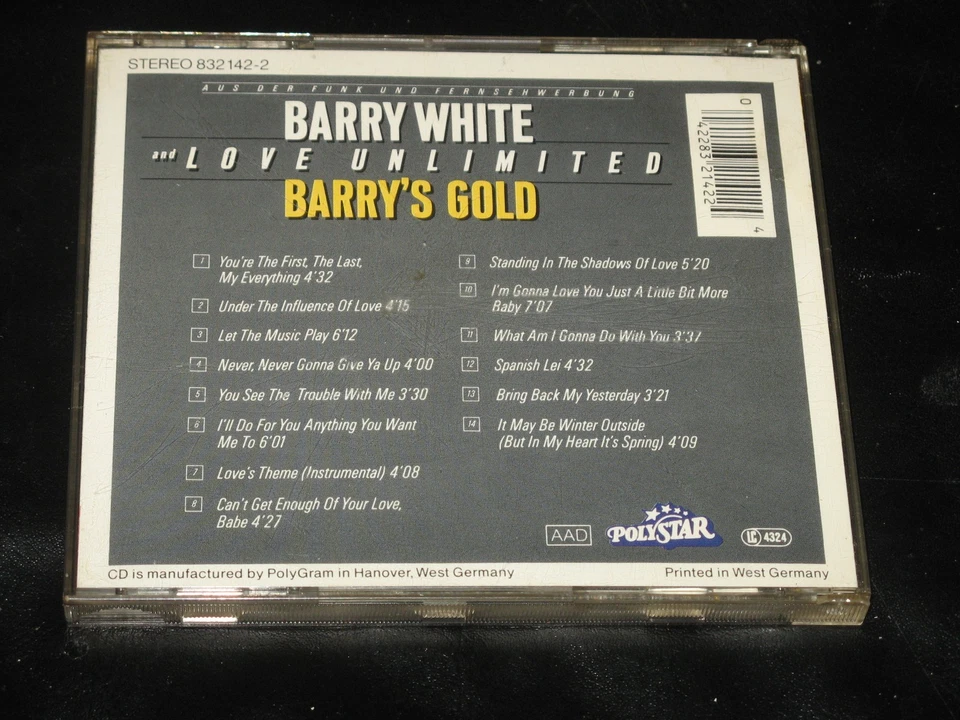 STEREO 832 142-2
AUS DER FUNK UND FERNSEHWERBUNG
BARRY WHITE
and LOVE UNLIMITED
BARRY'S GOLD
0 42283 21422 4
1 You're The First, The Last,
My Everything 4'32
2 Under The Influence Of Love 4'15
3 Let The Music Play 6'12
4 Never, Never Gonna Give Ya Up 4'00
5 You See The Trouble With Me 3'30
6 I'll Do For You Anything You Want
Me To 6'01
7 Love's Theme (Instrumental) 4'08
8 Can't Get Enough Of Your Love,
Babe 4'27
9 Standing In The Shadows Of Love 5'20
10 I'm Gonna Love You Just A Little Bit More
Baby 7'07
11 What Am I Gonna Do With You 3'37
12 Spanish Lei 4'32
13 Bring Back My Yesterday 3'21
14 It May Be Winter Outside
(But In My Heart It's Spring) 4'09
AAD
POLYSTAR
LC 4324
CD is manufactured by PolyGram in Hanover, West Germany
Printed in West Germany